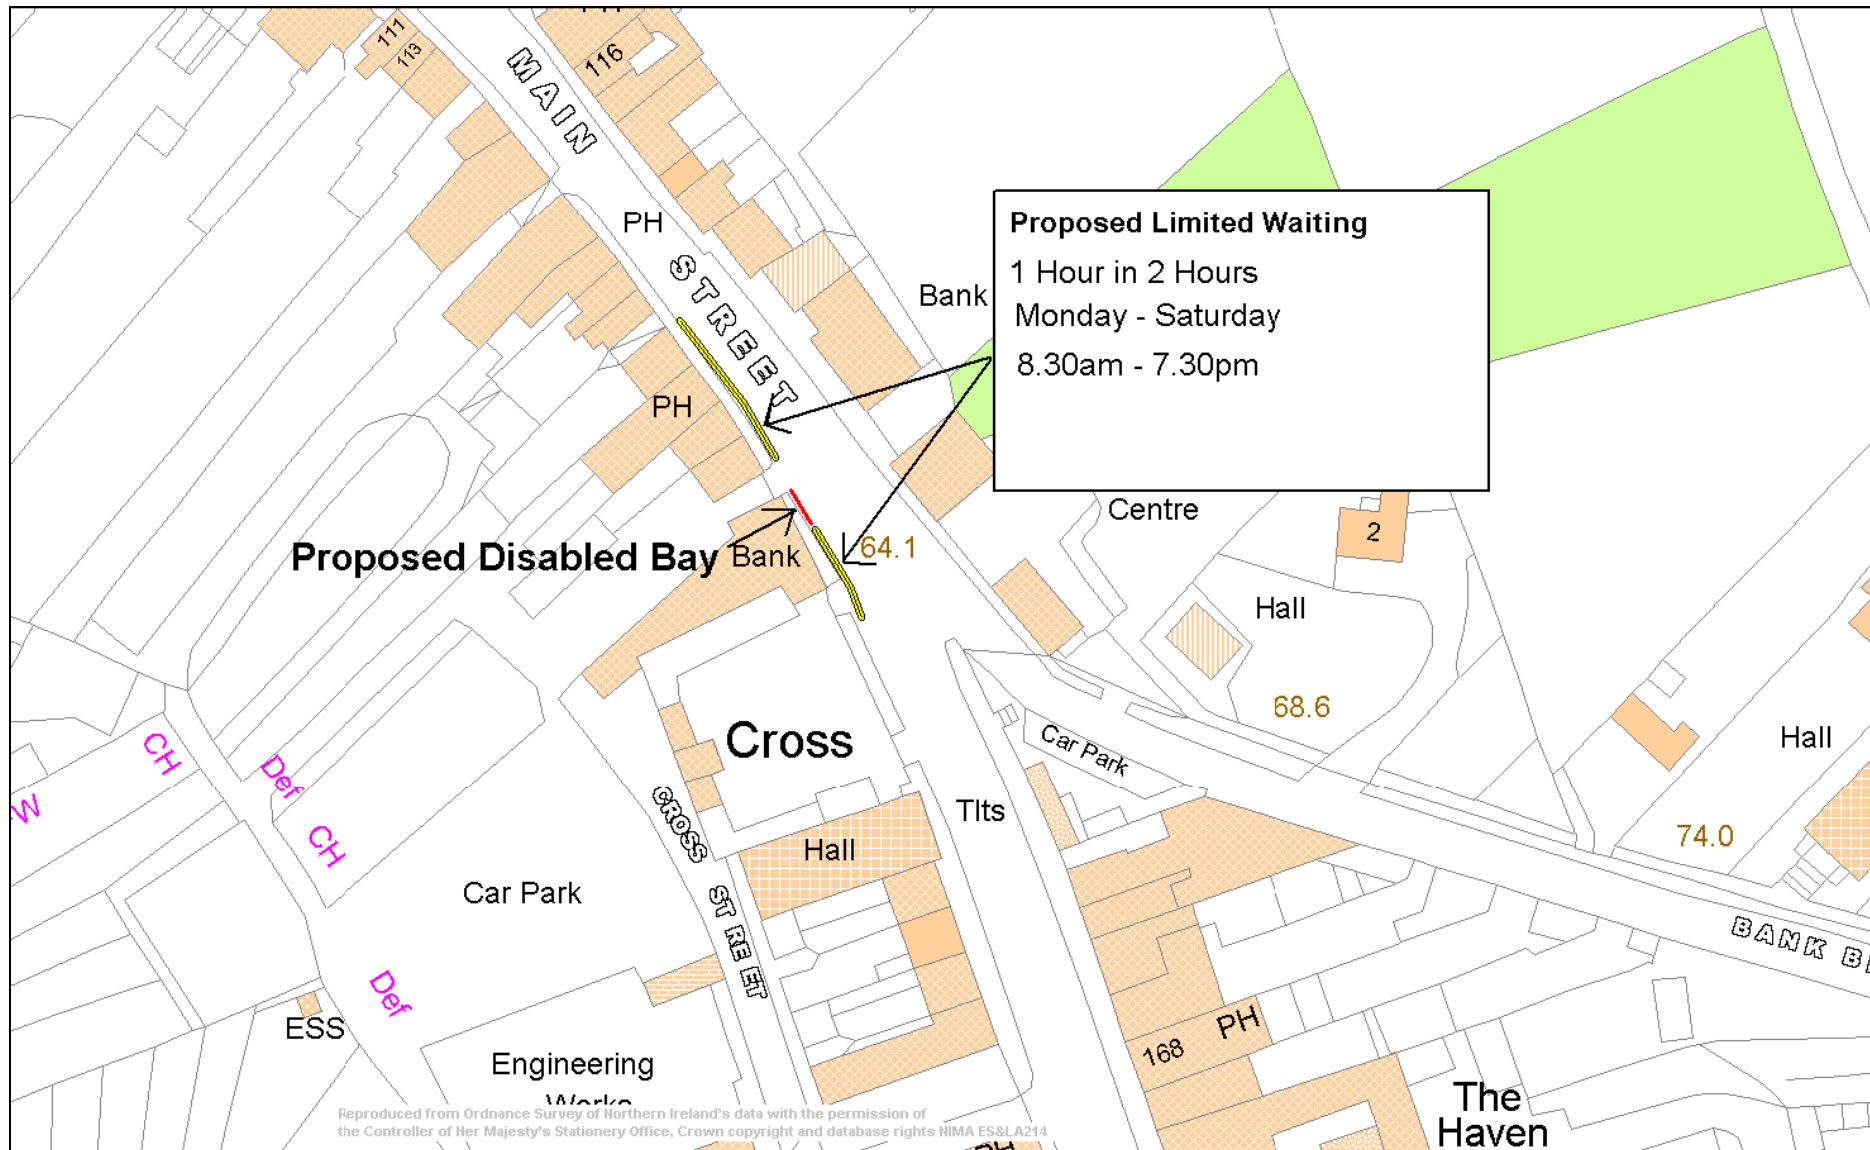 111
113
116
MAIN
STREET
PH
Proposed Limited Waiting
1 Hour in 2 Hours
Monday - Saturday
8.30am - 7.30pm
Bank
PH
Centre
2
Proposed Disabled Bay
Bank
64.1
Hall
68.6
Cross
Car Park
Hall
CH
Def
W
CH
CROSS STREET
Tlts
Hall
74.0
Car Park
BANK
Def
ESS
Engineering
Works
PH
168
The
Haven
Reproduced from Ordnance Survey of Northern Ireland's data with the permission of
the Controller of Her Majesty's Stationery Office, Crown copyright and database rights NIMA ES&LA214
PH